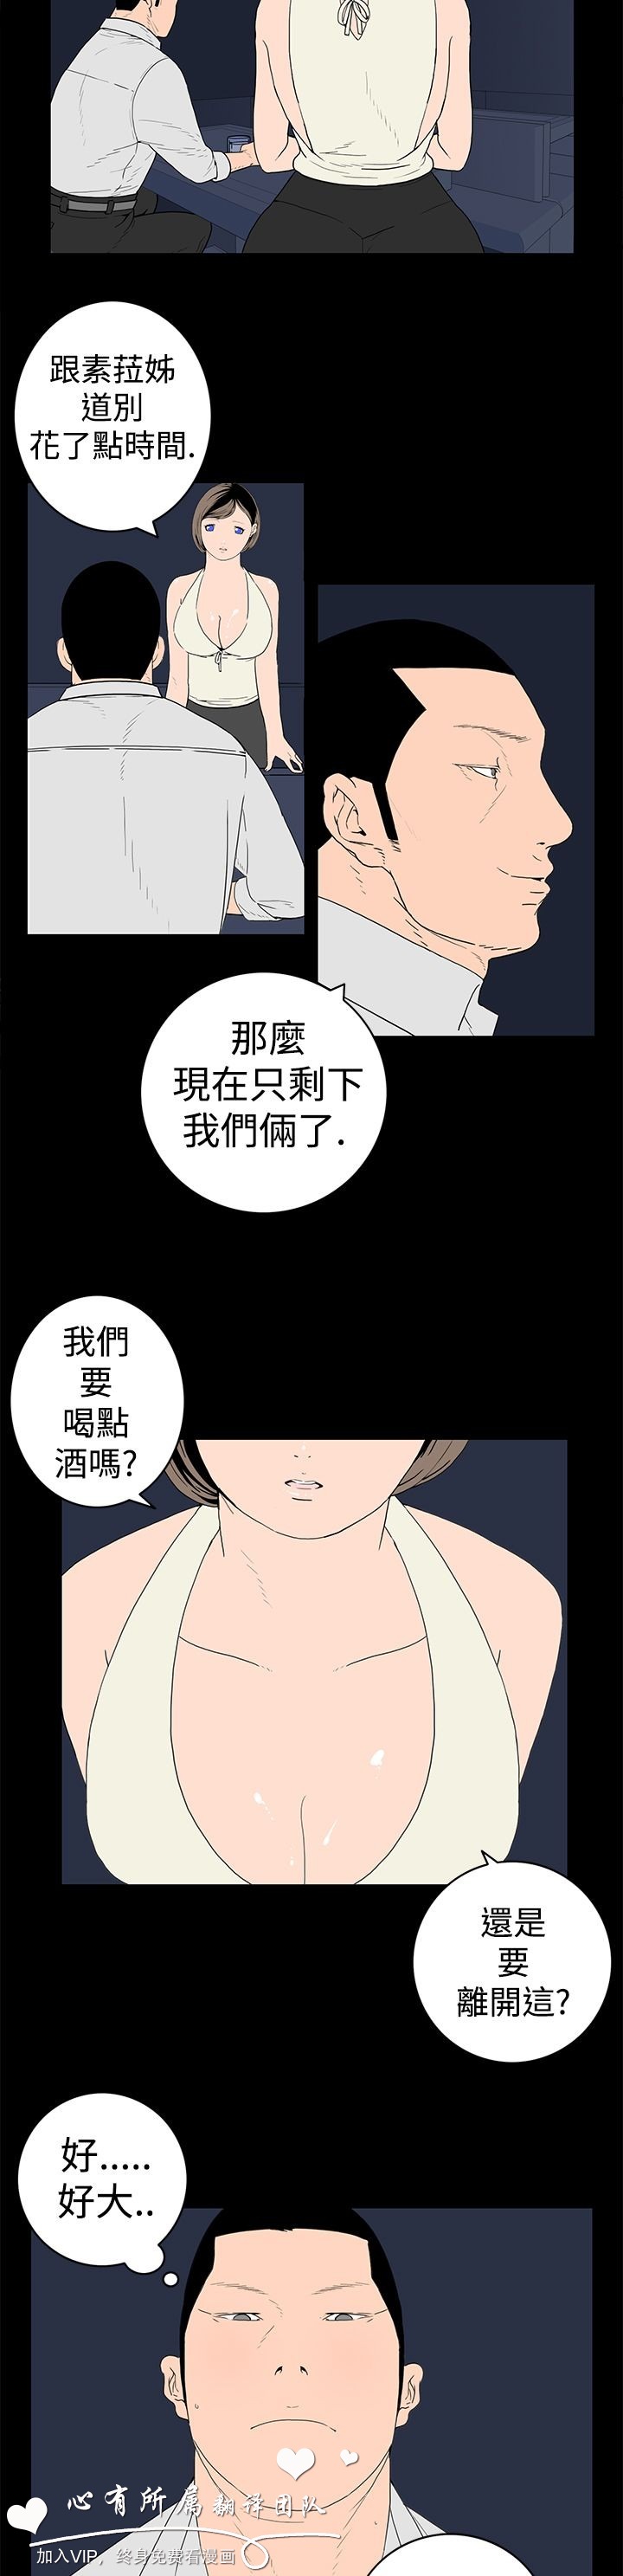 跟素菈姊
道別
花了點時間.
那麼
現在只剩下
我們倆了.
我們
要
喝點
酒嗎?
還是
要
離開這?
好.....
好大..
心有所属翻译团队
加入VIP，终身免费看漫画